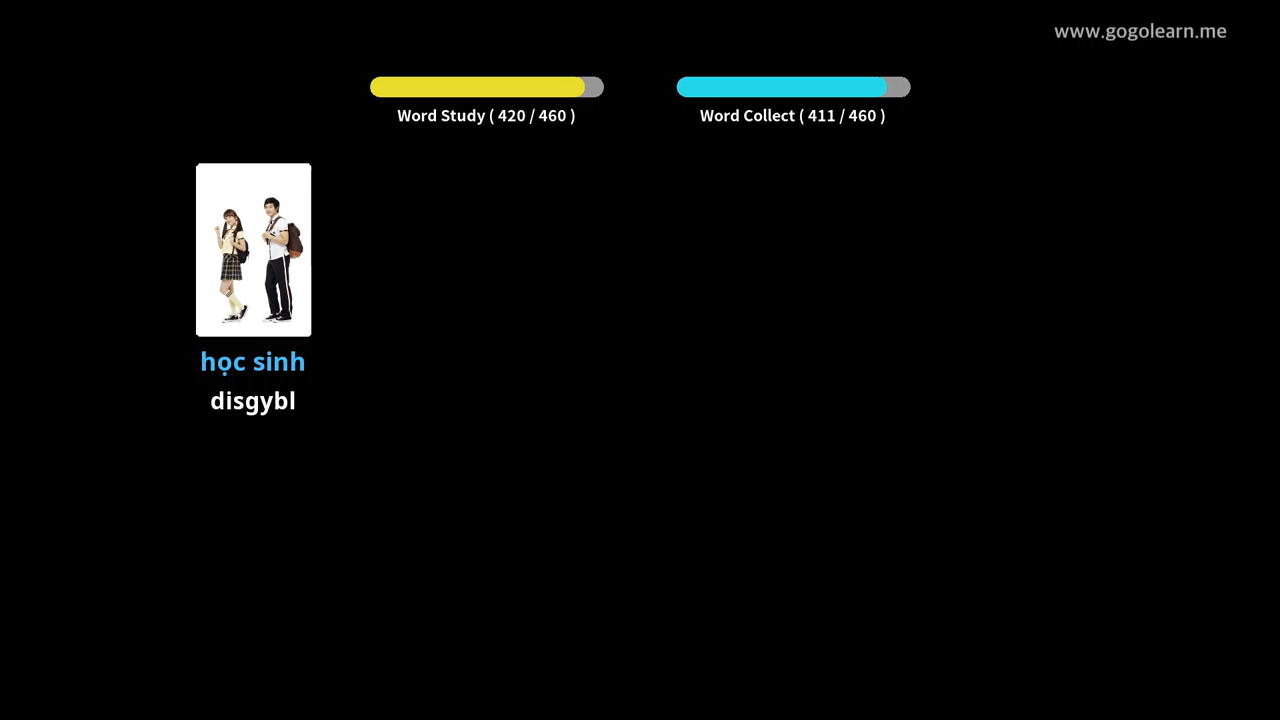 www.gogolearn.me
Word Study ( 420 / 460 )
Word Collect ( 411 / 460 )
học sinh
disgybl